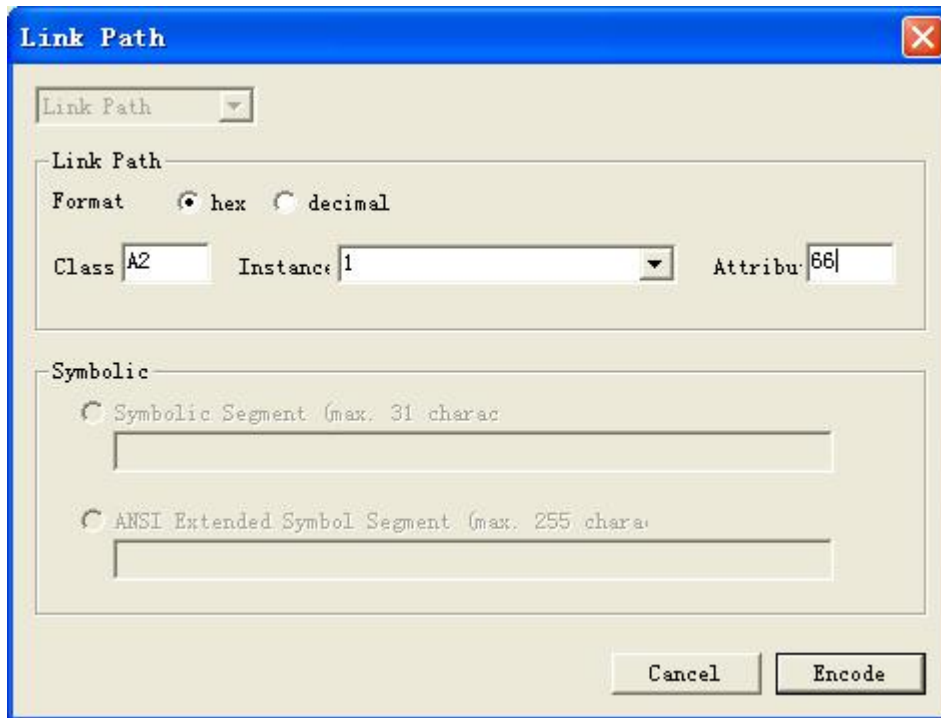 Link Path
Link Path
Link Path
Format hex decimal
Class A2 Instance 1 Attribu 66
Symbolic
Symbolic Segment (max. 31 charac
ANSI Extended Symbol Segment (max. 255 chara
Cancel Encode